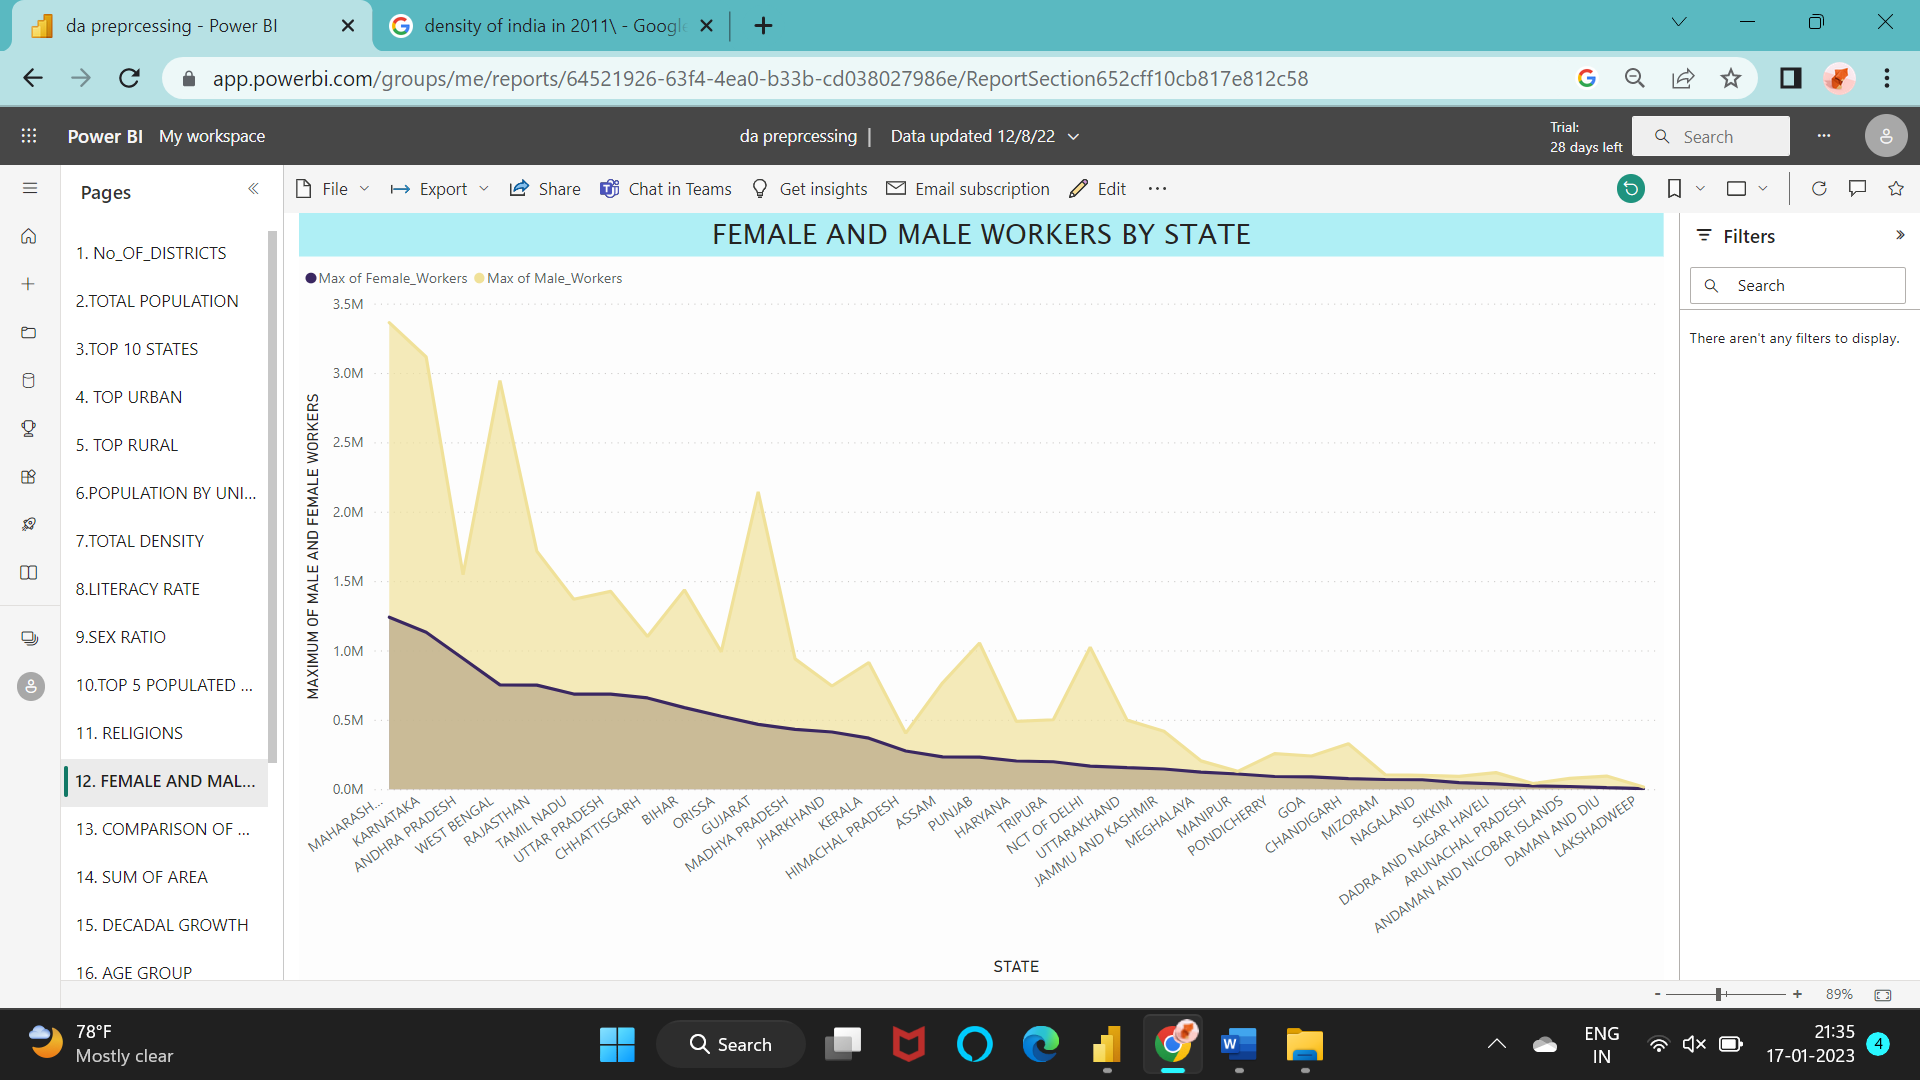 da preprcessing - Power BI
density of india in 2011\ - Google
app.powerbi.com/groups/me/reports/64521926-63f4-4ea0-b33b-cd038027986e/ReportSection652cff10cb817e812c58
Power BI My workspace
da preprcessing | Data updated 12/8/22
Trial:
28 days left
Search
Pages
File Export Share Chat in Teams Get insights Email subscription Edit
1. No_OF_DISTRICTS
2.TOTAL POPULATION
3.TOP 10 STATES
4. TOP URBAN
5. TOP RURAL
6.POPULATION BY UNI...
7.TOTAL DENSITY
8.LITERACY RATE
9.SEX RATIO
10.TOP 5 POPULATED ...
11. RELIGIONS
12. FEMALE AND MAL...
13. COMPARISON OF ...
14. SUM OF AREA
15. DECADAL GROWTH
16. AGE GROUP
FEMALE AND MALE WORKERS BY STATE
Max of Female_Workers Max of Male_Workers
MAXIMUM OF MALE AND FEMALE WORKERS
3.5M
3.0M
2.5M
2.0M
1.5M
1.0M
0.5M
0.0M
MAHARASH...
KARNATAKA
ANDHRA PRADESH
WEST BENGAL
RAJASTHAN
TAMIL NADU
UTTAR PRADESH
CHHATTISGARH
BIHAR
ORISSA
GUJARAT
MADHYA PRADESH
JHARKHAND
KERALA
HIMACHAL PRADESH
ASSAM
PUNJAB
HARYANA
TRIPURA
NCT OF DELHI
UTTARAKHAND
JAMMU AND KASHMIR
MEGHALAYA
MANIPUR
PONDICHERRY
GOA
CHANDIGARH
MIZORAM
NAGALAND
SIKKIM
DADRA AND NAGAR HAVELI
ARUNACHAL PRADESH
ANDAMAN AND NICOBAR ISLANDS
DAMAN AND DIU
LAKSHADWEEP
STATE
Filters
Search
There aren't any filters to display.
- + 89%
78°F
Mostly clear
Search
ENG
IN
21:35
17-01-2023
4